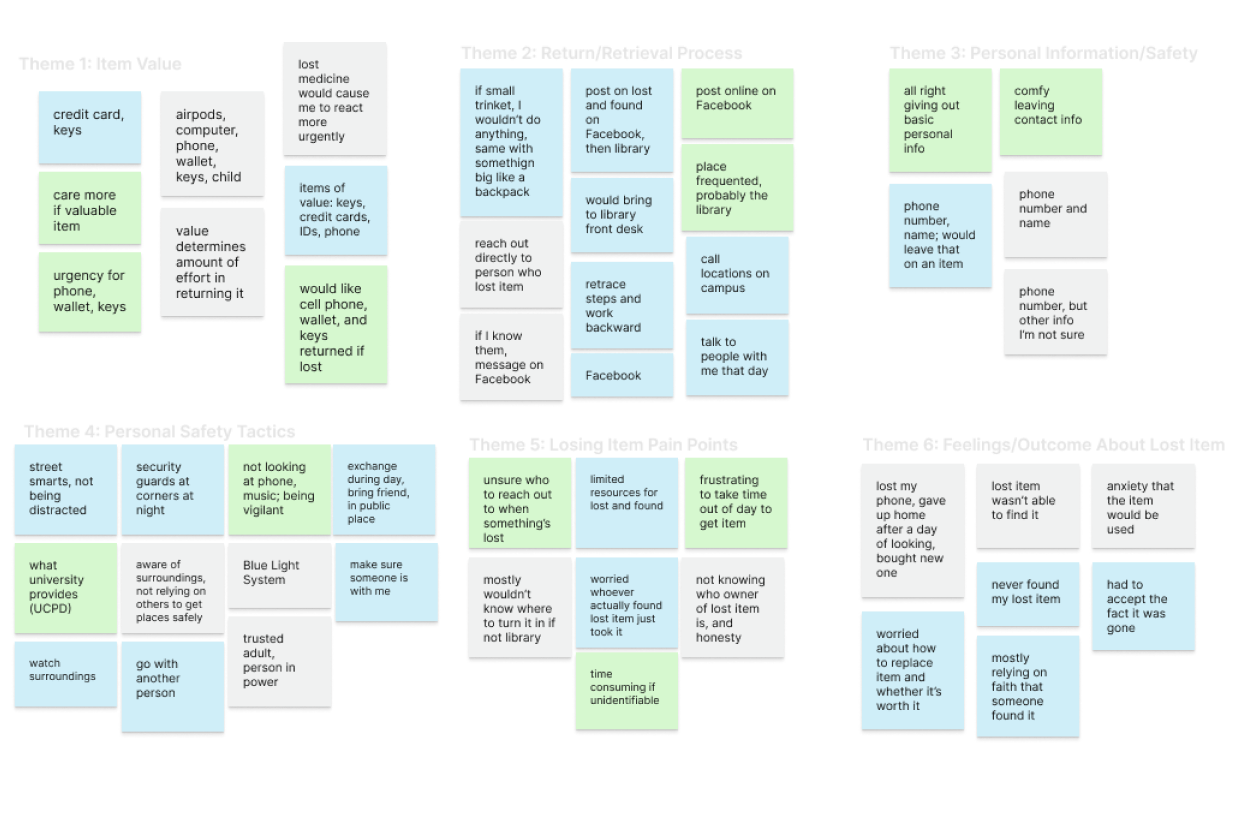 Theme 1: Item Value
credit card,
keys
care more
if valuable
item
urgency for
phone,
wallet, keys
airpods,
computer,
phone,
wallet,
keys, child
value
determines
amount of
effort in
returning it
lost
medicine
would cause
me to react
more
urgently
items of
value: keys,
credit cards,
IDs, phone
would like
cell phone,
wallet, and
keys
returned if
lost
Theme 2: Return/Retrieval Process
if small
trinket, I
wouldn't do
anything,
same with
somethign
big like a
backpack
reach out
directly to
person who
lost item
if I know
them,
message on
Facebook
post on lost
and found
on
Facebook,
then library
would bring
to library
front desk
retrace
steps and
work
backward
Facebook
post online on
Facebook
place
frequented,
probably the
library
call
locations on
campus
talk to
people with
me that day
Theme 3: Personal Information/Safety
all right
giving out
basic
personal
info
phone
number,
name; would
leave that
on an item
comfy
leaving
contact info
phone
number and
name
phone
number, but
other info
I'm not sure
Theme 4: Personal Safety Tactics
street
smarts, not
being
distracted
security
guards at
corners at
night
not looking
at phone,
music; being
vigilant
exchange
during day,
bring friend,
in public
place
what
university
provides
(UCPD)
aware of
surroundings,
not relying on
others to get
places safely
Blue Light
System
make sure
someone is
with me
watch
surroundings
go with
another
person
trusted
adult,
person in
power
Theme 5: Losing Item Pain Points
unsure who
to reach out
to when
something's
lost
limited
resources for
lost and found
frustrating
to take time
out of day to
get item
mostly
wouldn't
know where
to turn it in if
not library
worried
whoever
actually found
lost item just
took it
not knowing
who owner
of lost item
is, and
honesty
time
consuming if
unidentifiable
Theme 6: Feelings/Outcome About Lost Item
lost my
phone, gave
up home
after a day
of looking,
bought new
one
lost item
wasn't able
to find it
anxiety that
the item
would be
used
never found
my lost item
had to
accept the
fact it was
gone
worried
about how
to replace
item and
whether it's
worth it
mostly
relying on
faith that
someone
found it